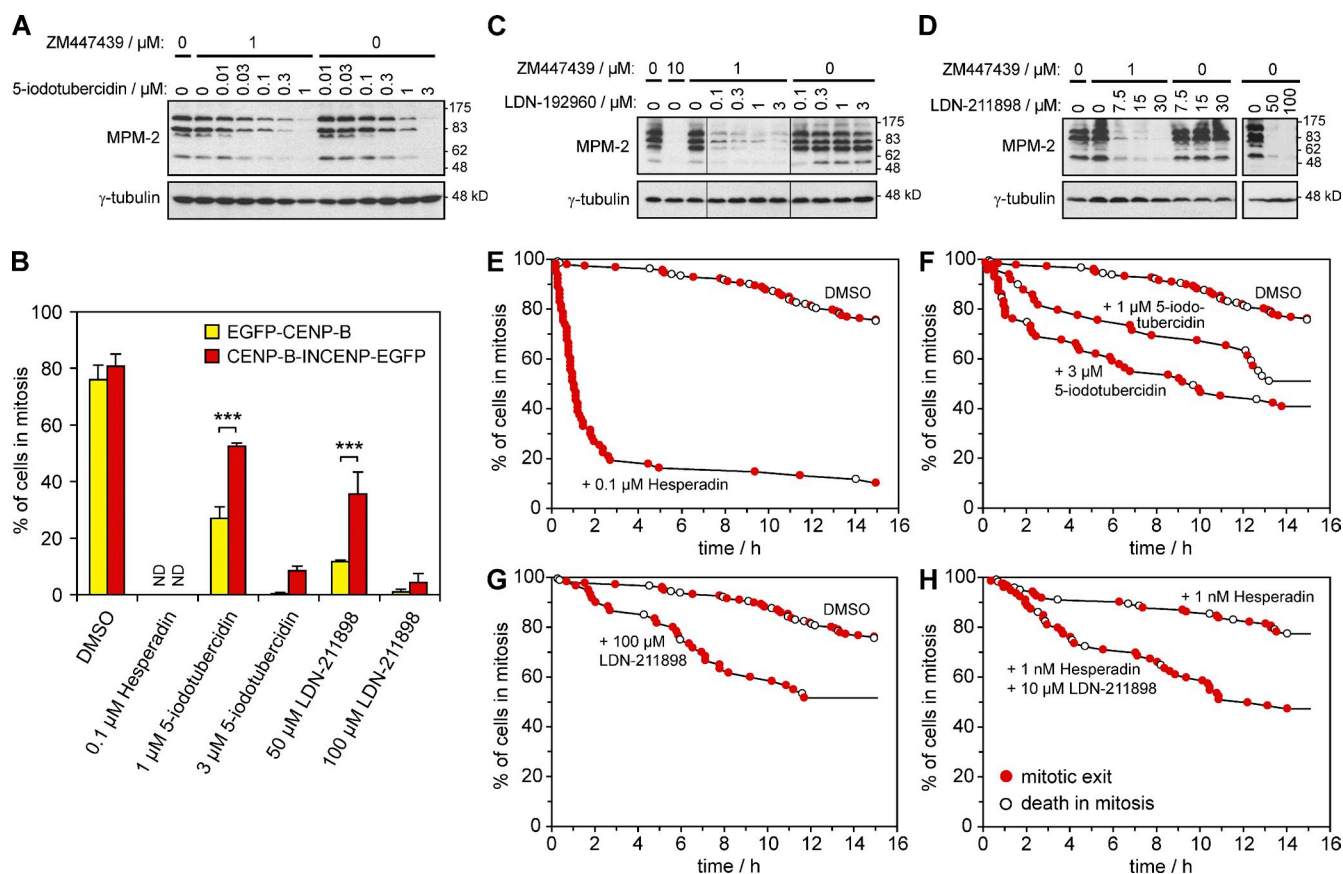 A
ZM447439 / µM: 0 1 0
5-iodotubercidin / µM: 0 0 0.01 0.03 0.1 0.3 1 0.01 0.03 0.1 0.3 1 3
MPM-2
175
83
62
48
γ-tubulin
48 kD
C
ZM447439 / µM: 0 10 1 0
LDN-192960 / µM: 0 0 0 0.1 0.3 1 3 0.1 0.3 1 3
MPM-2
175
83
62
48
γ-tubulin
48 kD
D
ZM447439 / µM: 0 1 0 0
LDN-211898 / µM: 0 0 7.5 15 30 7.5 15 30 0 50 100
MPM-2
175
83
62
48
γ-tubulin
48 kD
B
% of cells in mitosis
100
80
60
40
20
0
EGFP-CENP-B
CENP-B-INCENP-EGFP
***
***
ND
ND
DMSO
0.1 µM Hesperadin
1 µM 5-iodotubercidin
3 µM 5-iodotubercidin
50 µM LDN-211898
100 µM LDN-211898
E
% of cells in mitosis
100
80
60
40
20
0
DMSO
+ 0.1 µM Hesperadin
0 2 4 6 8 10 12 14 16
time / h
F
% of cells in mitosis
100
80
60
40
20
0
DMSO
+ 1 µM 5-iodo-
tubercidin
+ 3 µM
5-iodotubercidin
0 2 4 6 8 10 12 14 16
time / h
G
% of cells in mitosis
100
80
60
40
20
0
DMSO
+ 100 µM
LDN-211898
0 2 4 6 8 10 12 14 16
time / h
H
% of cells in mitosis
100
80
60
40
20
0
+ 1 nM Hesperadin
+ 1 nM Hesperadin
+ 10 µM LDN-211898
mitotic exit
death in mitosis
0 2 4 6 8 10 12 14 16
time / h